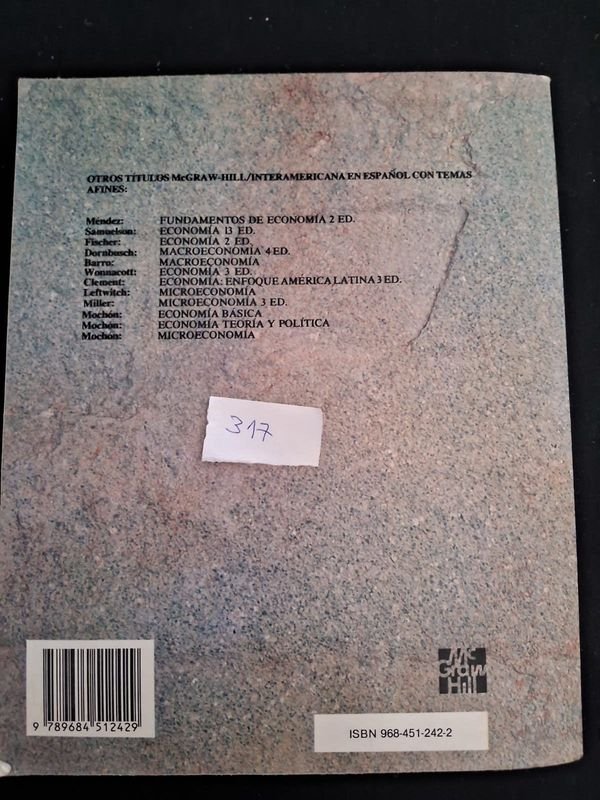 OTROS TÍTULOS McGRAW-HILL/INTERAMERICANA EN ESPAÑOL CON TEMAS
AFINES:
Méndez: FUNDAMENTOS DE ECONOMÍA 2 ED.
Samuelson: ECONOMÍA 13 ED.
Fischer: ECONOMÍA 2 ED.
Dornbusch: MACROECONOMÍA 4 ED.
Barro: MACROECONOMÍA
Wonnacott: ECONOMÍA 3 ED.
Clement: ECONOMÍA: ENFOQUE AMÉRICA LATINA 3 ED.
Leftwitch: MICROECONOMÍA
Miller: MICROECONOMÍA 3 ED.
Mochón: ECONOMÍA BÁSICA
Mochón: ECONOMÍA TEORÍA Y POLÍTICA
Mochón: MICROECONOMÍA
317
Mc
Graw
Hill
9 789684 512429
ISBN 968-451-242-2